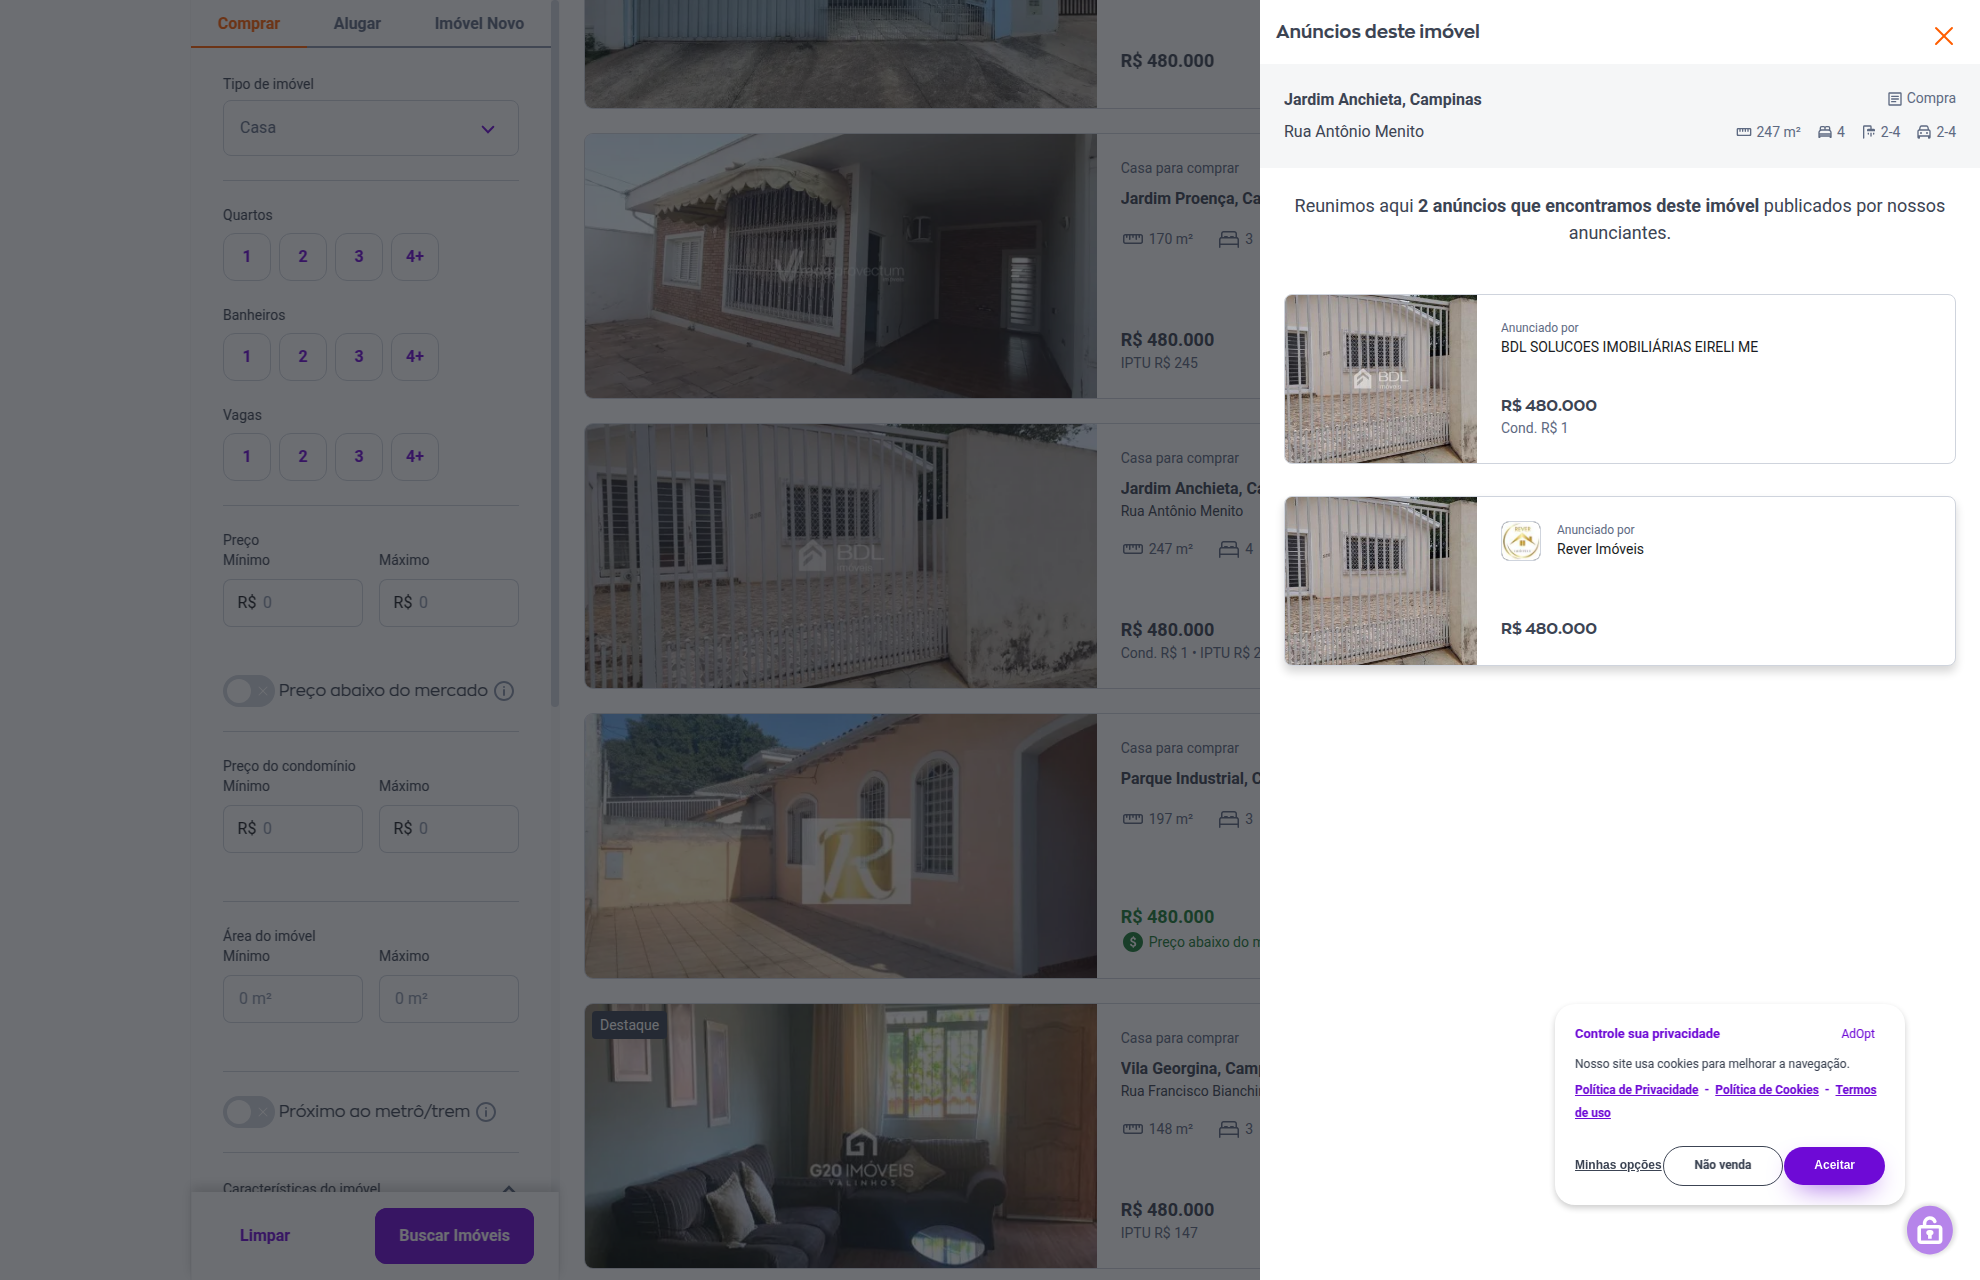 Comprar
Alugar
Imóvel Novo
Tipo de imóvel
Casa
Quartos
1
2
3
4+
Banheiros
1
2
3
4+
Vagas
1
2
3
4+
Preço
Mínimo
Máximo
R$ 0
R$ 0
Preço abaixo do mercado
Preço do condomínio
Mínimo
Máximo
R$ 0
R$ 0
Área do imóvel
Mínimo
Máximo
0 m²
0 m²
Próximo ao metrô/trem
Características do imóvel
Limpar
Buscar Imóveis
R$ 480.000
Casa para comprar
Jardim Proença, Ca
170 m²
3
R$ 480.000
IPTU R$ 245
Casa para comprar
Jardim Anchieta, Ca
Rua Antônio Menito
247 m²
4
BDL
R$ 480.000
Cond. R$ 1 • IPTU R$ 2
Casa para comprar
Parque Industrial, C
197 m²
3
R
R$ 480.000
Preço abaixo do m
Destaque
G20 IMÓVEIS
VALINHOS
Casa para comprar
Vila Georgina, Camp
Rua Francisco Bianchi
148 m²
3
R$ 480.000
IPTU R$ 147
Anúncios deste imóvel
Jardim Anchieta, Campinas
Compra
Rua Antônio Menito
247 m²
4
2-4
2-4
Reunimos aqui 2 anúncios que encontramos deste imóvel publicados por nossos
anunciantes.
BDL
Anunciado por
BDL SOLUCOES IMOBILIÁRIAS EIRELI ME
R$ 480.000
Cond. R$ 1
REVER
Anunciado por
Rever Imóveis
R$ 480.000
Controle sua privacidade
AdOpt
Nosso site usa cookies para melhorar a navegação.
Política de Privacidade - Política de Cookies - Termos
de uso
Minhas opções
Não venda
Aceitar